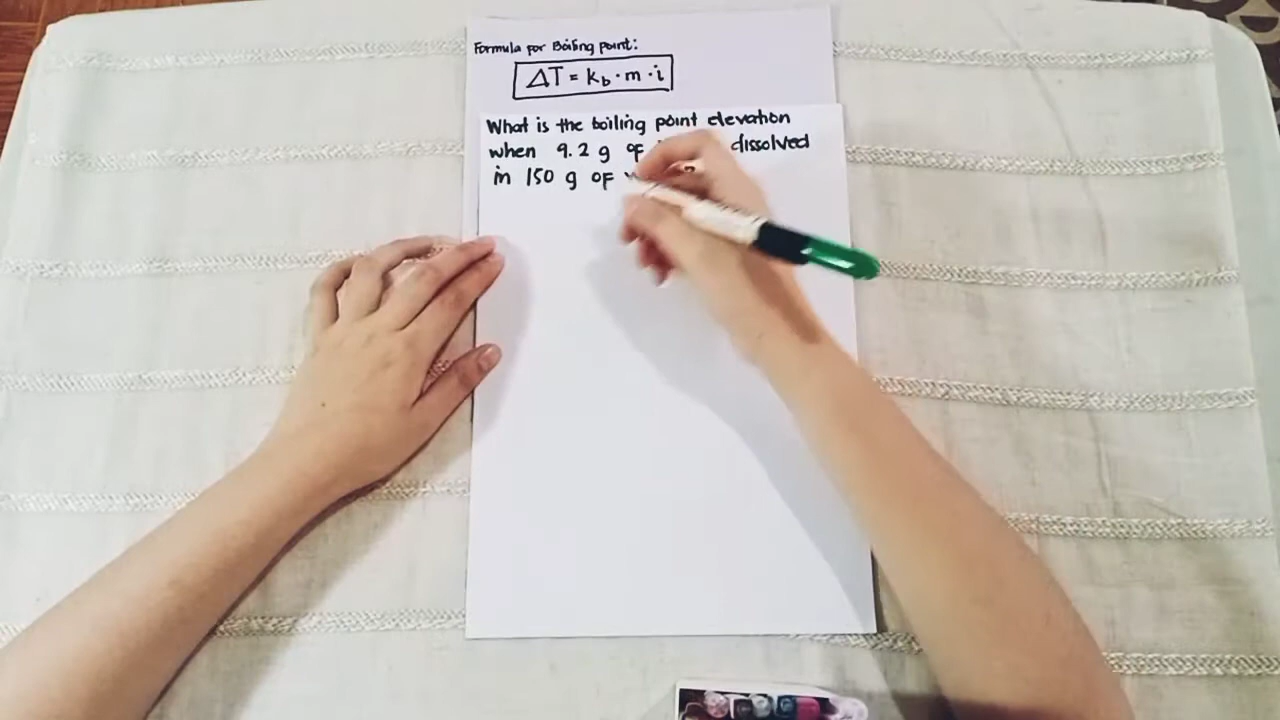 Formula for Boiling point:
ΔT = kb · m · i
What is the boiling point elevation
when 9.2 g of dissolved
in 150 g of